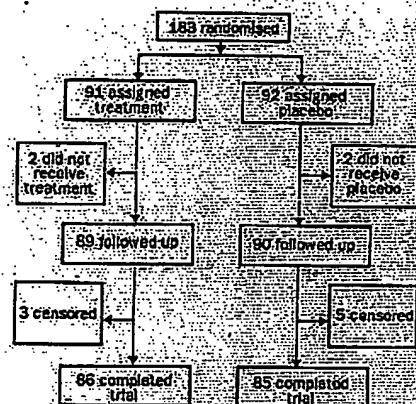 183 randomised
91 assigned
treatment
92 assigned
placebo
2 did not
receive
treatment
2 did not
receive
placebo
89 followed up
90 followed up
3 censored
5 censored
86 completed
trial
85 completed
trial